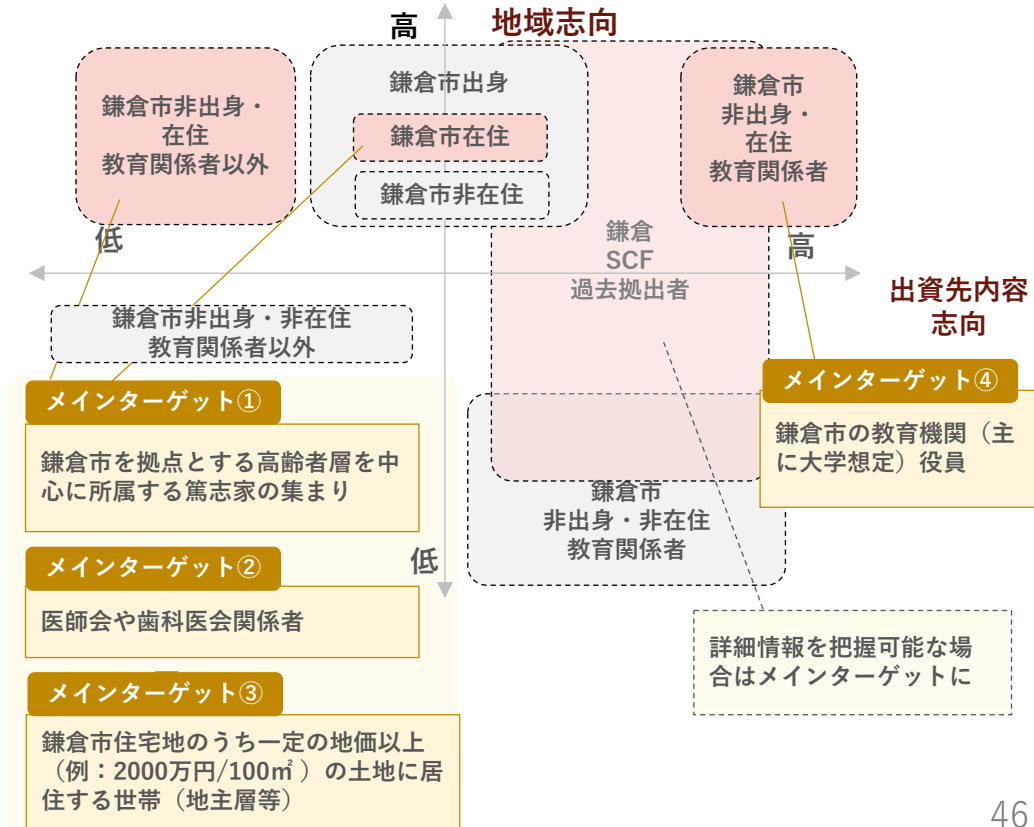 高
地域志向
鎌倉市非出身・
在住
教育関係者以外
鎌倉市出身
鎌倉市在住
鎌倉市非在住
鎌倉市
非出身・
在住
教育関係者
鎌倉
SCF
過去拠出者
低
高
出資先内容
志向
鎌倉市非出身・非在住
教育関係者以外
メインターゲット①
鎌倉市を拠点とする高齢者層を中
心に所属する篤志家の集まり
メインターゲット②
医師会や歯科医会関係者
メインターゲット③
鎌倉市住宅地のうち一定の地価以上
（例：2000万円/100㎡ ）の土地に居
住する世帯（地主層等）
メインターゲット④
鎌倉市の教育機関（主
に大学想定）役員
鎌倉市
非出身・非在住
教育関係者
低
詳細情報を把握可能な場
合はメインターゲットに
46